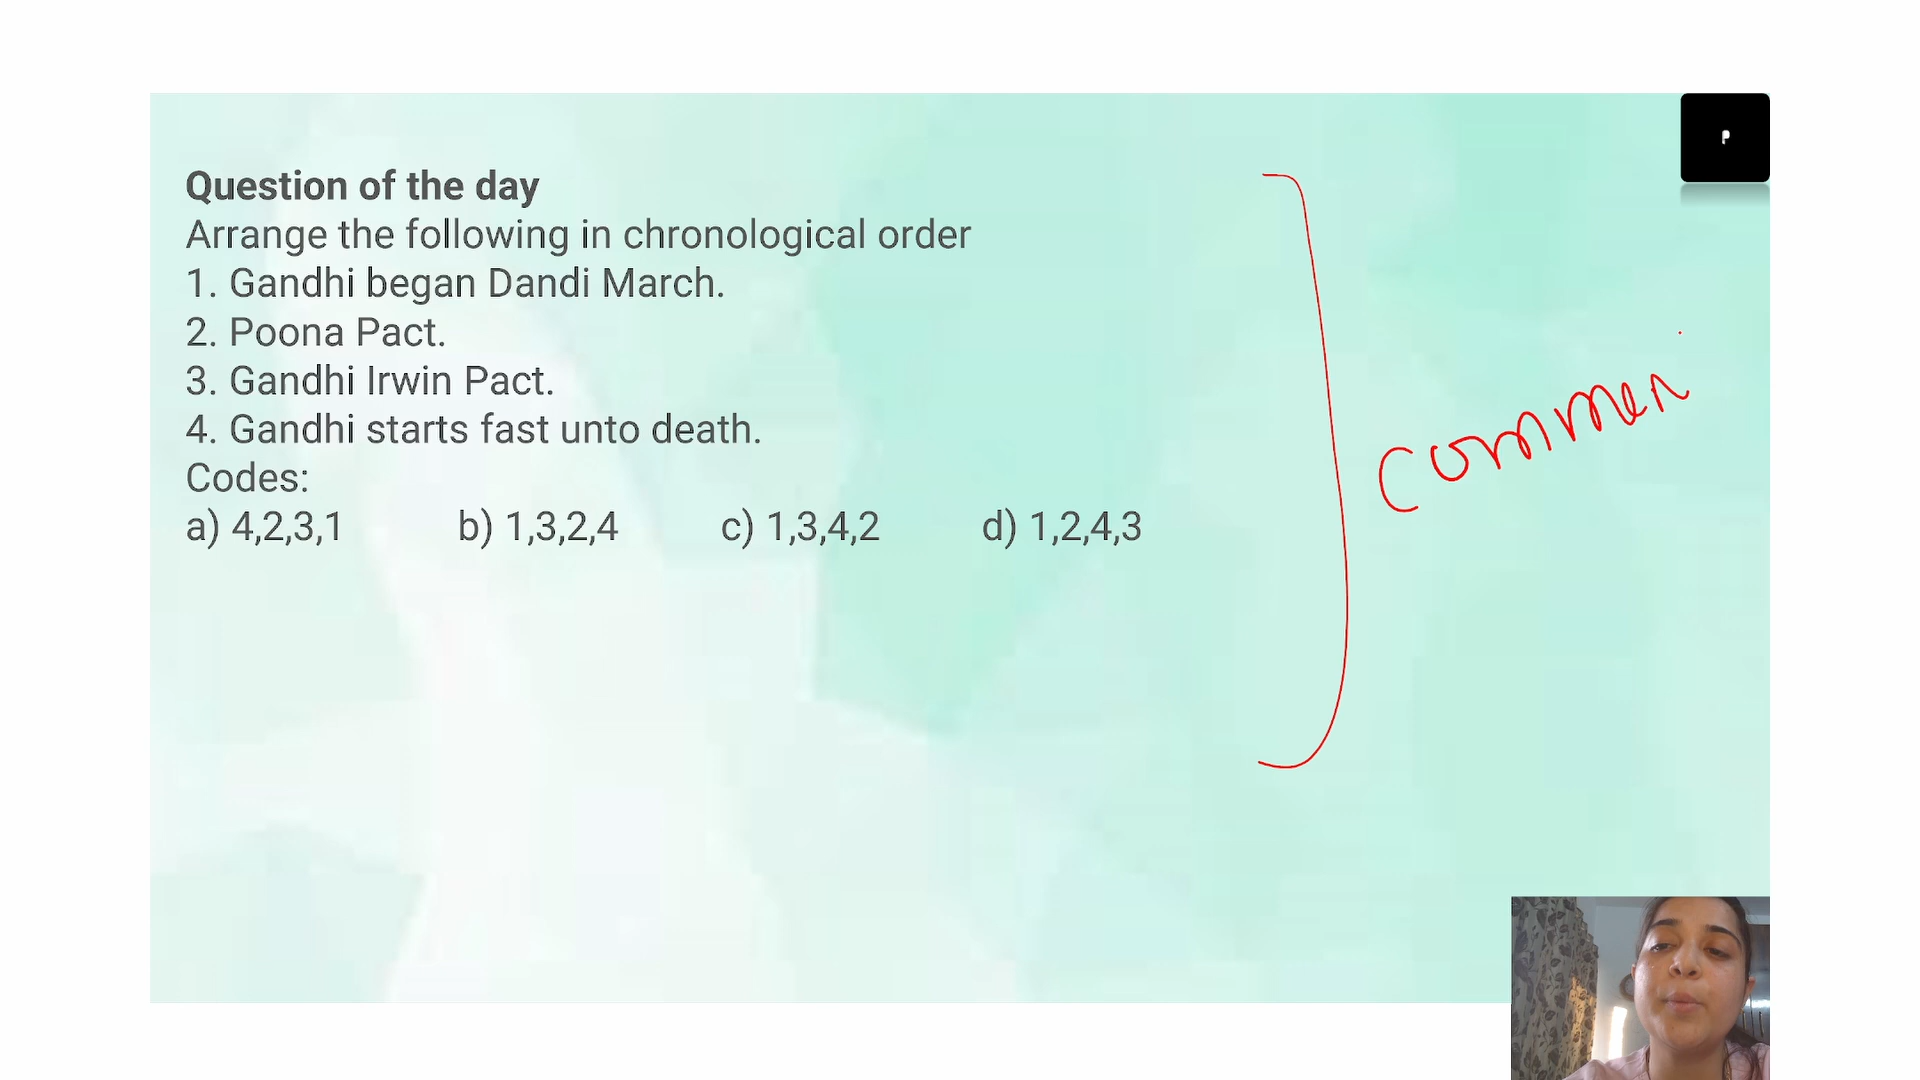 Question of the day
Arrange the following in chronological order
1. Gandhi began Dandi March.
2. Poona Pact.
3. Gandhi Irwin Pact.
4. Gandhi starts fast unto death.
Codes:
a) 4,2,3,1 b) 1,3,2,4 c) 1,3,4,2 d) 1,2,4,3
commen
P